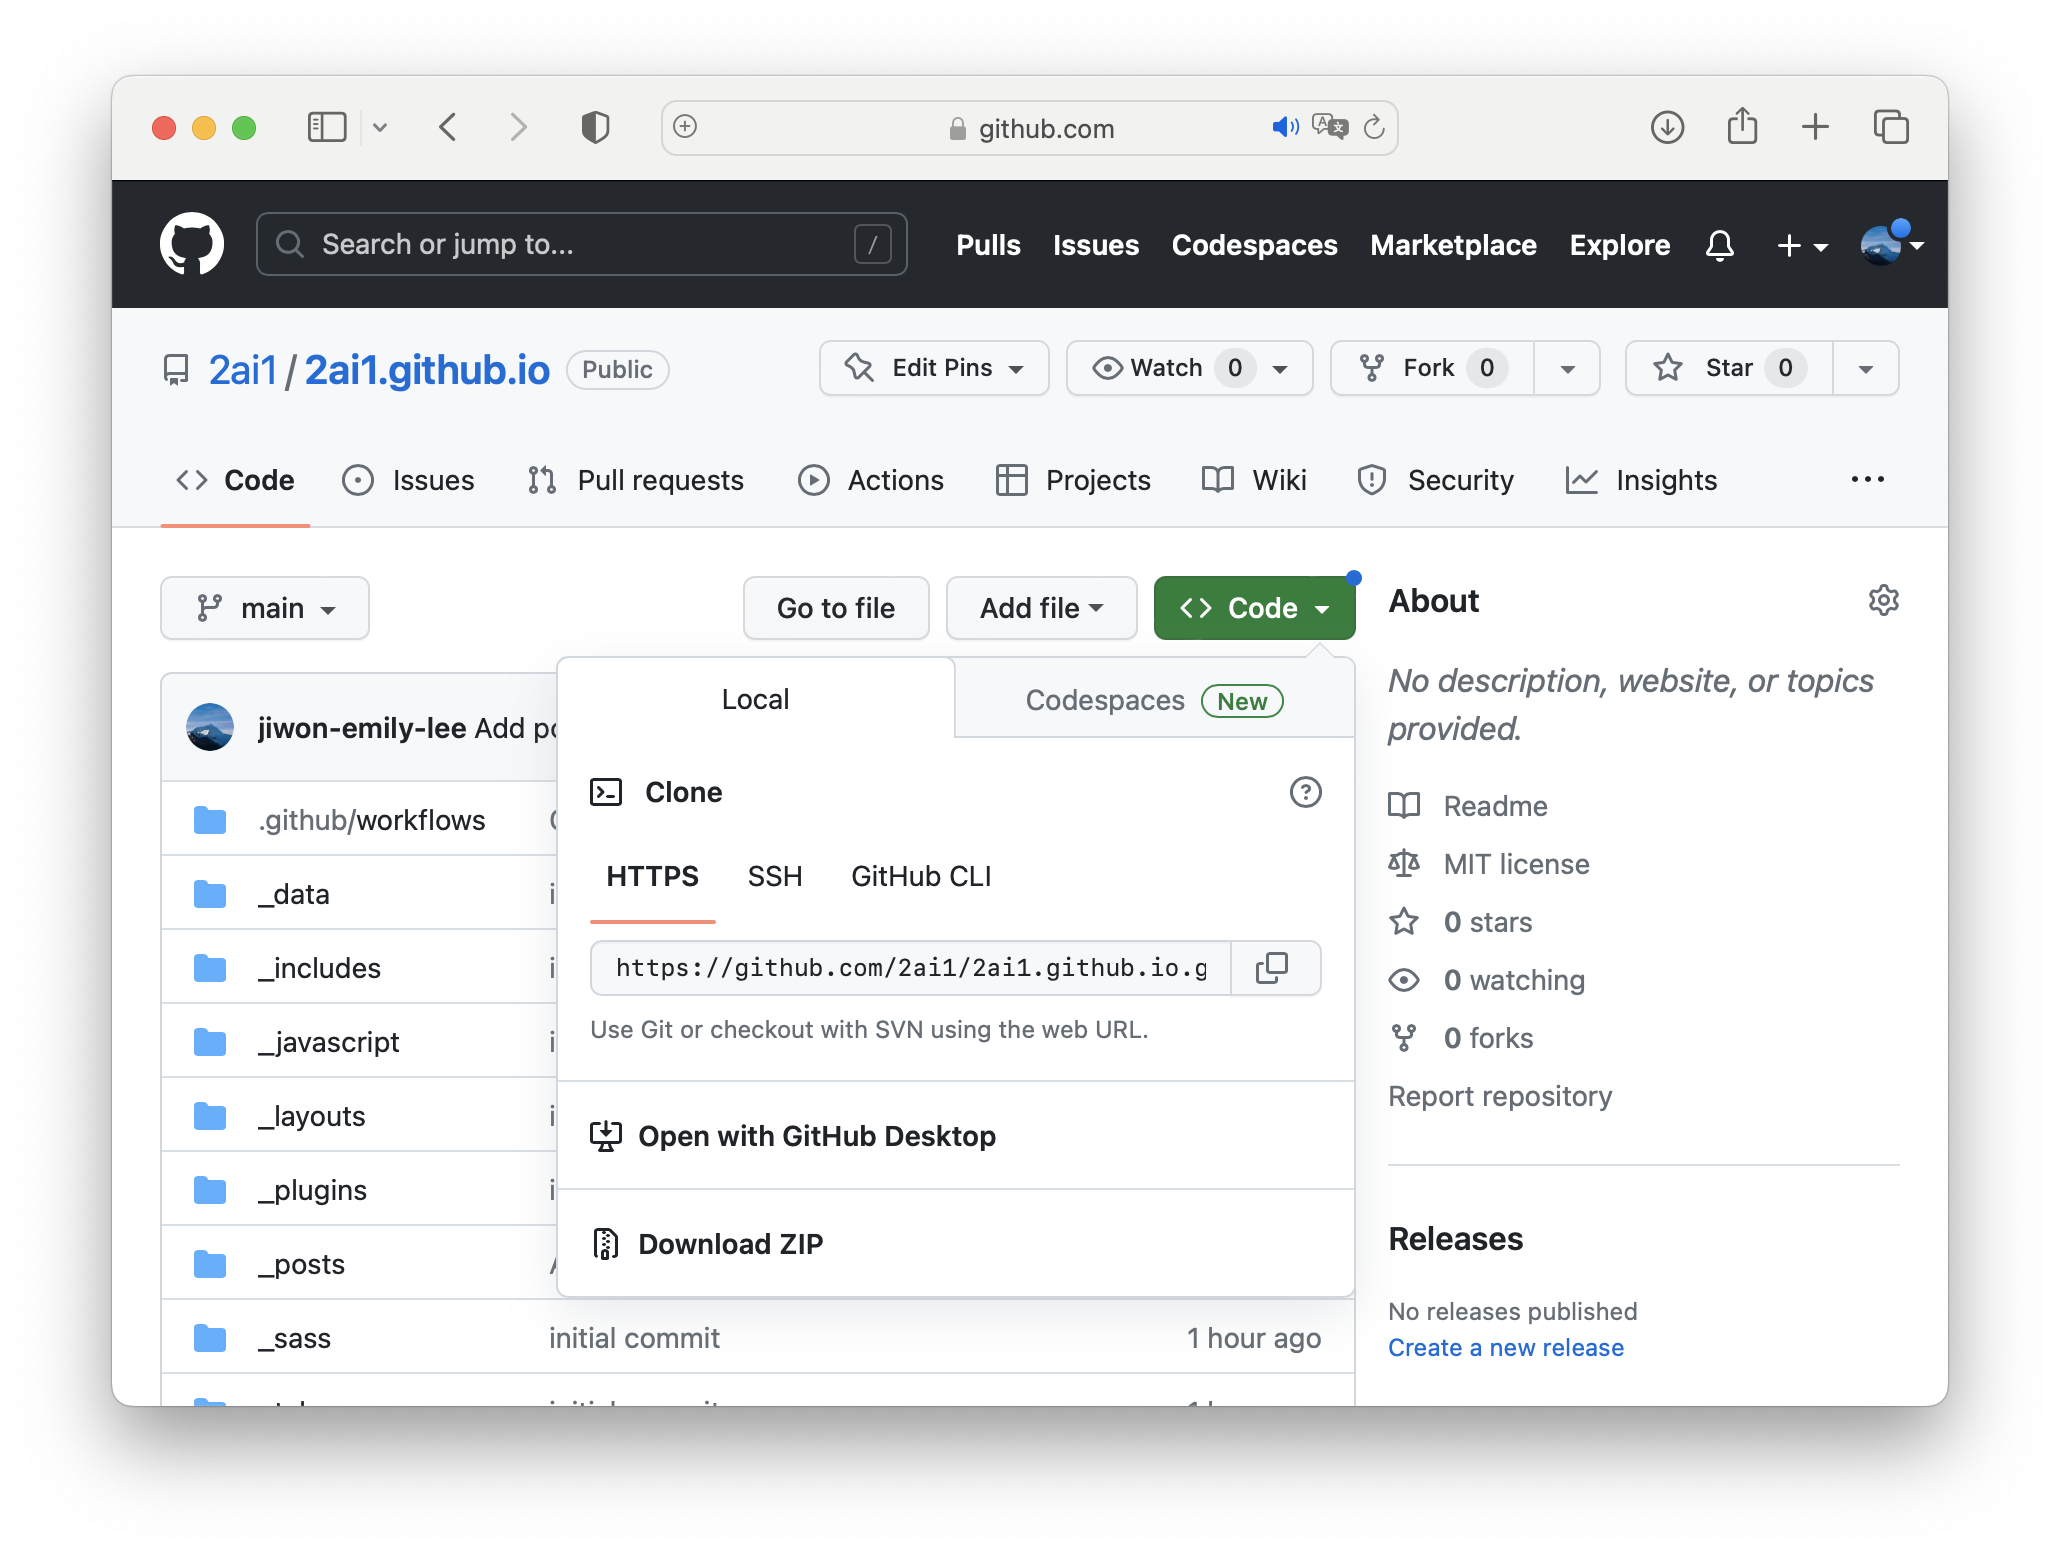 github.com
Search or jump to... /
Pulls Issues Codespaces Marketplace Explore
2ai1 / 2ai1.github.io Public
Edit Pins Watch 0 Fork 0 Star 0
Code Issues Pull requests Actions Projects Wiki Security Insights
main Go to file Add file Code
About
No description, website, or topics
provided.
Readme
MIT license
0 stars
0 watching
0 forks
Report repository
Releases
No releases published
Create a new release
Local Codespaces New
Clone
HTTPS SSH GitHub CLI
https://github.com/2ai1/2ai1.github.io.g
Use Git or checkout with SVN using the web URL.
Open with GitHub Desktop
Download ZIP
jiwon-emily-lee Add
.github/workflows
_data
_includes
_javascript
_layouts
_plugins
_posts
_sass initial commit 1 hour ago